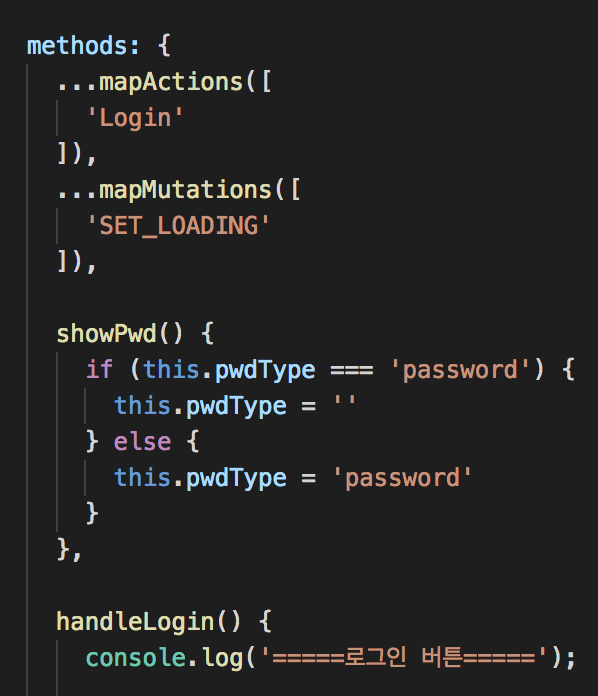 methods: {
...mapActions([
'Login'
]),
...mapMutations([
'SET_LOADING'
]),
showPwd() {
if (this.pwdType === 'password') {
this.pwdType = ''
} else {
this.pwdType = 'password'
}
},
handleLogin() {
console.log('=====로그인 버튼=====');